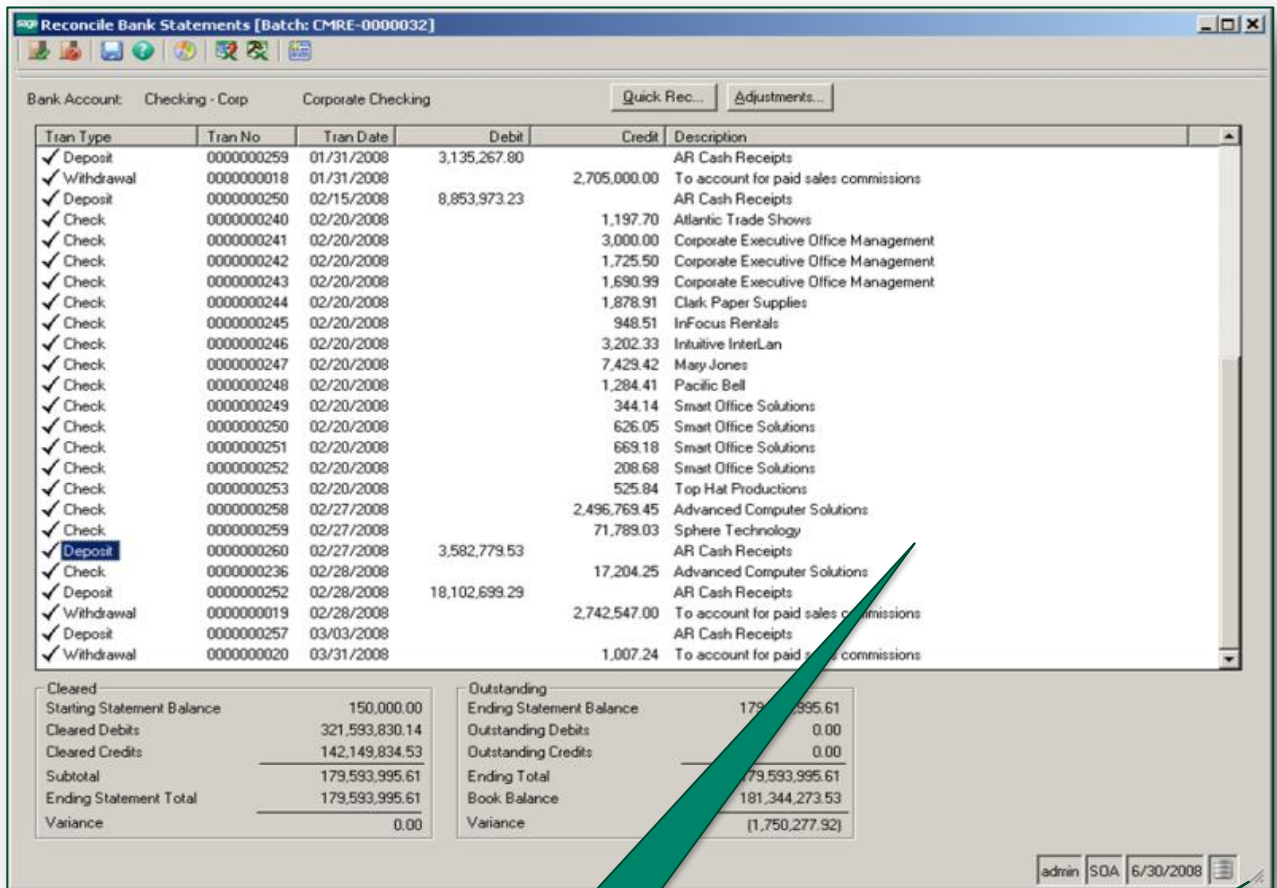 sage Reconcile Bank Statements [Batch: CMRE-0000032]
Bank Account: Checking - Corp Corporate Checking Quick Rec... Adjustments...
Tran Type Tran No Tran Date Debit Credit Description
Deposit 0000000259 01/31/2008 3,135,267.80 AR Cash Receipts
Withdrawal 0000000018 01/31/2008 2,705,000.00 To account for paid sales commissions
Deposit 0000000250 02/15/2008 8,853,973.23 AR Cash Receipts
Check 0000000240 02/20/2008 1,197.70 Atlantic Trade Shows
Check 0000000241 02/20/2008 3,000.00 Corporate Executive Office Management
Check 0000000242 02/20/2008 1,725.50 Corporate Executive Office Management
Check 0000000243 02/20/2008 1,690.99 Corporate Executive Office Management
Check 0000000244 02/20/2008 1,878.91 Clark Paper Supplies
Check 0000000245 02/20/2008 948.51 InFocus Rentals
Check 0000000246 02/20/2008 3,202.33 Intuitive InterLan
Check 0000000247 02/20/2008 7,429.42 Mary Jones
Check 0000000248 02/20/2008 1,284.41 Pacific Bell
Check 0000000249 02/20/2008 344.14 Smart Office Solutions
Check 0000000250 02/20/2008 626.05 Smart Office Solutions
Check 0000000251 02/20/2008 669.18 Smart Office Solutions
Check 0000000252 02/20/2008 208.68 Smart Office Solutions
Check 0000000253 02/20/2008 525.84 Top Hat Productions
Check 0000000258 02/27/2008 2,496,769.45 Advanced Computer Solutions
Check 0000000259 02/27/2008 71,789.03 Sphere Technology
Deposit 0000000260 02/27/2008 3,582,779.53 AR Cash Receipts
Check 0000000236 02/28/2008 17,204.25 Advanced Computer Solutions
Deposit 0000000252 02/28/2008 18,102,699.29 AR Cash Receipts
Withdrawal 0000000019 02/28/2008 2,742,547.00 To account for paid sales commissions
Deposit 0000000257 03/03/2008 AR Cash Receipts
Withdrawal 0000000020 03/31/2008 1,007.24 To account for paid sales commissions
Cleared
Starting Statement Balance 150,000.00
Cleared Debits 321,593,830.14
Cleared Credits 142,149,834.53
Subtotal 179,593,995.61
Ending Statement Total 179,593,995.61
Variance 0.00
Outstanding
Ending Statement Balance
Outstanding Debits 0.00
Outstanding Credits 0.00
Ending Total 179,593,995.61
Book Balance 181,344,273.53
Variance (1,750,277.92)
admin SOA 6/30/2008